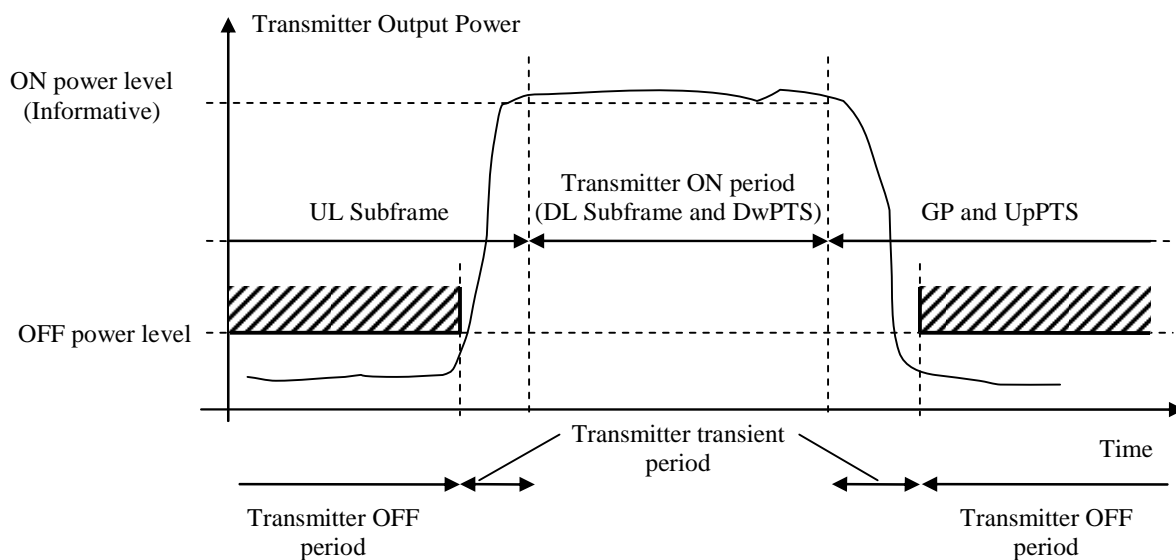 Transmitter Output Power
ON power level
(Informative)
UL Subframe
Transmitter ON period
(DL Subframe and DwPTS)
GP and UpPTS
OFF power level
Transmitter transient
period
Time
Transmitter OFF
period
Transmitter OFF
period